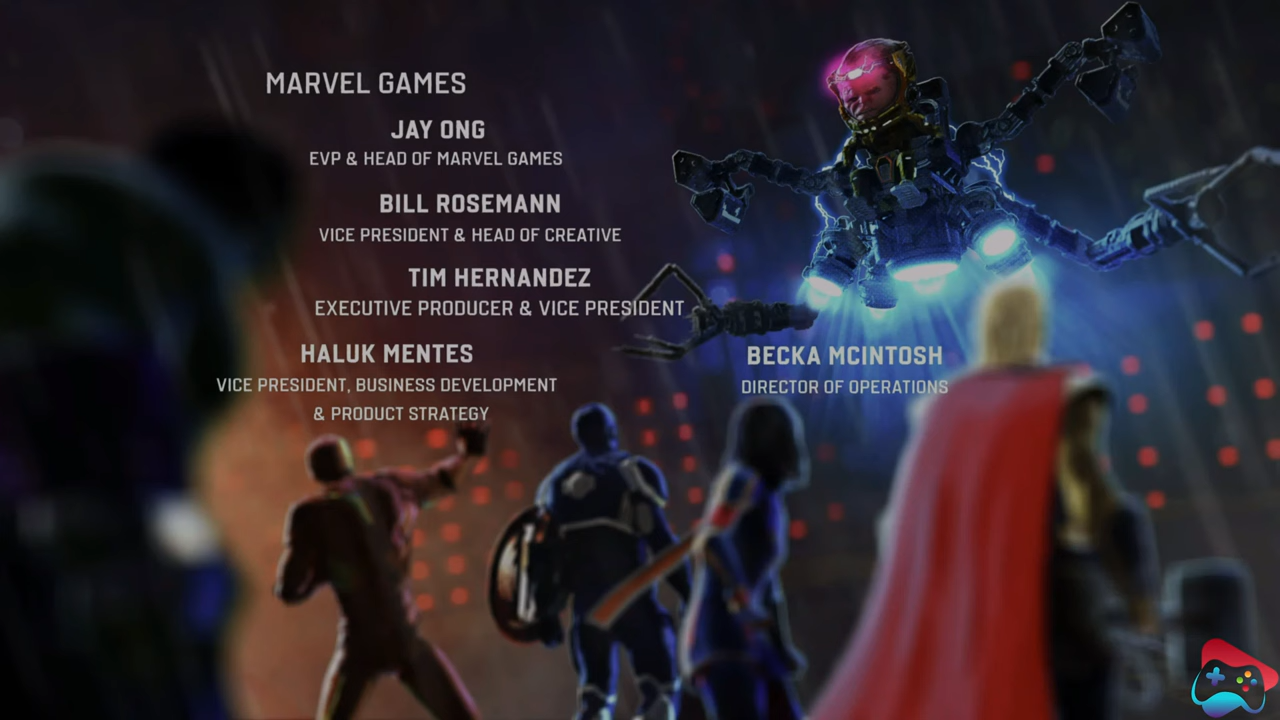 MARVEL GAMES
JAY ONG
EVP & HEAD OF MARVEL GAMES
BILL ROSEMANN
VICE PRESIDENT & HEAD OF CREATIVE
TIM HERNANDEZ
EXECUTIVE PRODUCER & VICE PRESIDENT
HALUK MENTES
VICE PRESIDENT, BUSINESS DEVELOPMENT
& PRODUCT STRATEGY
BECKA MCINTOSH
DIRECTOR OF OPERATIONS